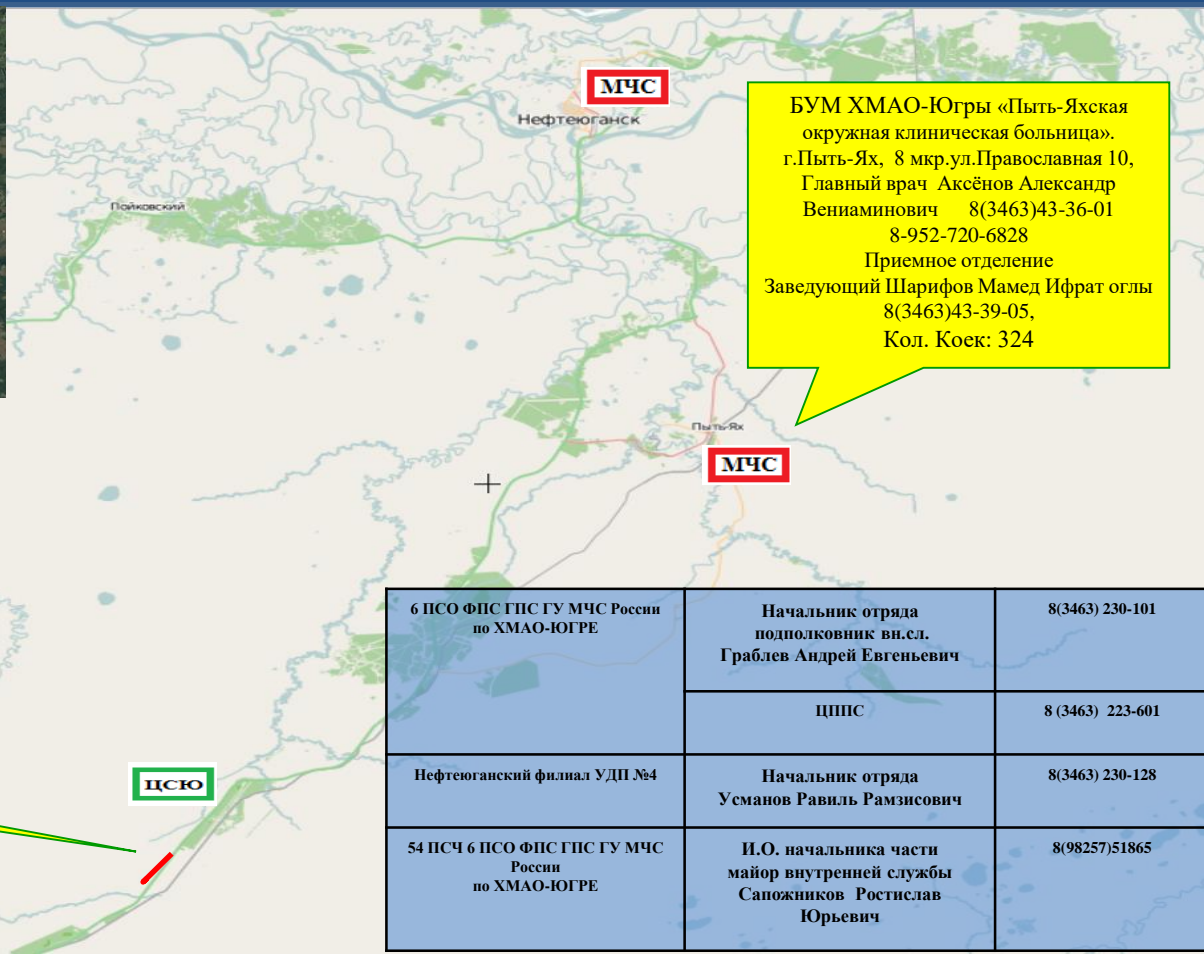 МЧС
Нефтеюганск
Пойковский
БУМ ХМАО-Югры «Пыть-Яхская
окружная клиническая больница».
г.Пыть-Ях, 8 мкр.ул.Православная 10,
Главный врач Аксёнов Александр
Вениаминович 8(3463)43-36-01
8-952-720-6828
Приемное отделение
Заведующий Шарифов Мамед Ифрат оглы
8(3463)43-39-05,
Кол. Коек: 324
Пыть-Ях
МЧС
6 ПСО ФПС ГПС ГУ МЧС России
по ХМАО-ЮГРЕ
Начальник отряда
подполковник вн.сл.
Граблев Андрей Евгеньевич
8(3463) 230-101
ЦППС
8 (3463) 223-601
Нефтеюганский филиал УДП №4
Начальник отряда
Усманов Равиль Рамзисович
8(3463) 230-128
54 ПСЧ 6 ПСО ФПС ГПС ГУ МЧС
России
по ХМАО-ЮГРЕ
И.О. начальника части
майор внутренней службы
Сапожников Ростислав
Юрьевич
8(98257)51865
ЦСЮ